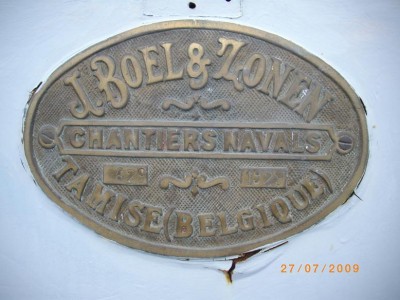 J. BOEL & ZONEN
CHANTIERS NAVALS
TAMISE (BELGIQUE)
27/07/2009